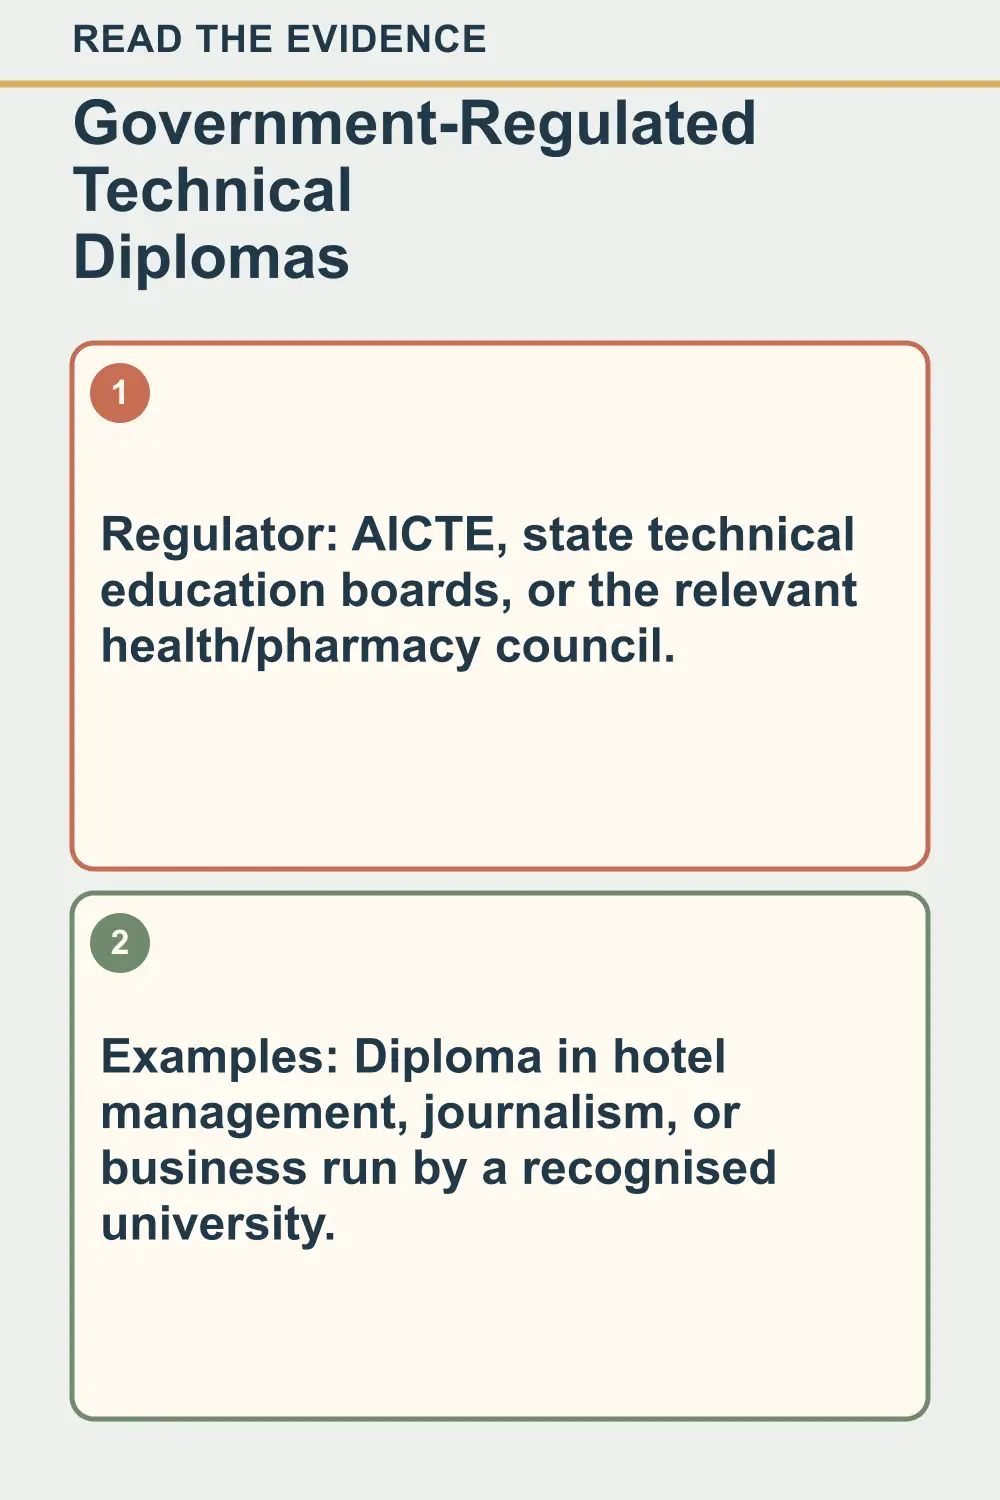 READ THE EVIDENCE
Government-Regulated
Technical
Diplomas
1
Regulator: AICTE, state technical
education boards, or the relevant
health/pharmacy council.
2
Examples: Diploma in hotel
management, journalism, or
business run by a recognised
university.